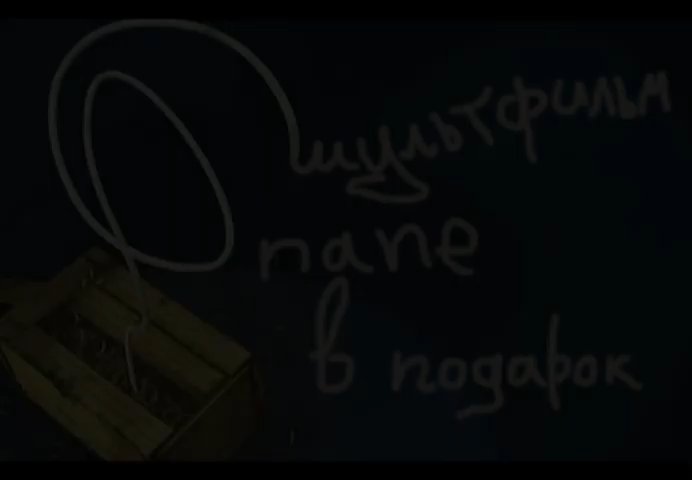 мультфильм
папе
в подарок